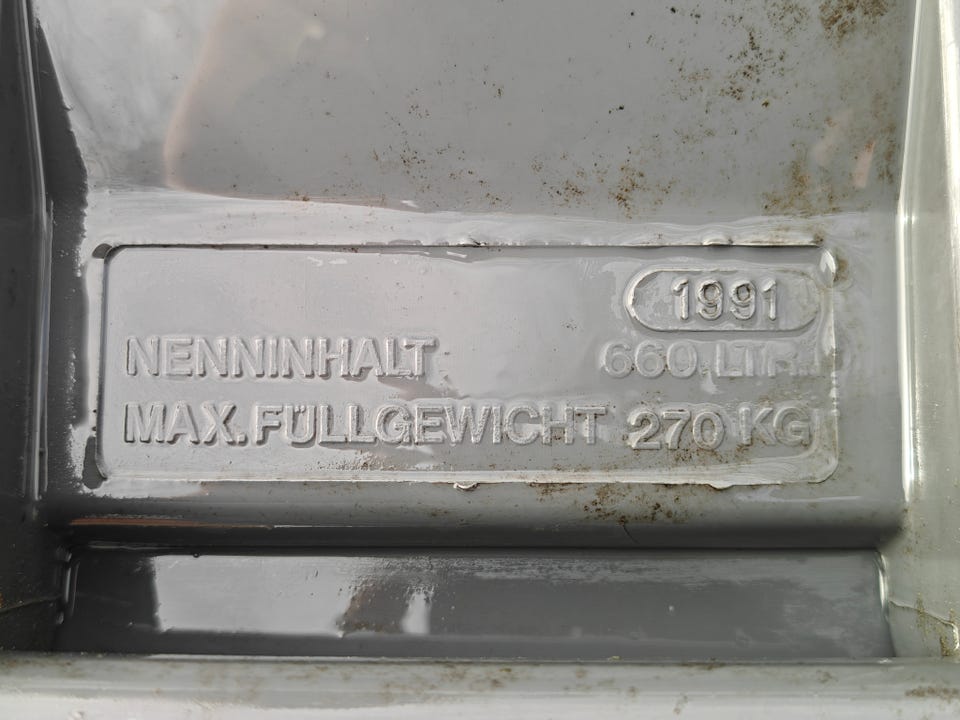 1991
NENNINHALT 660 LTR.
MAX. FÜLLGEWICHT 270 KG